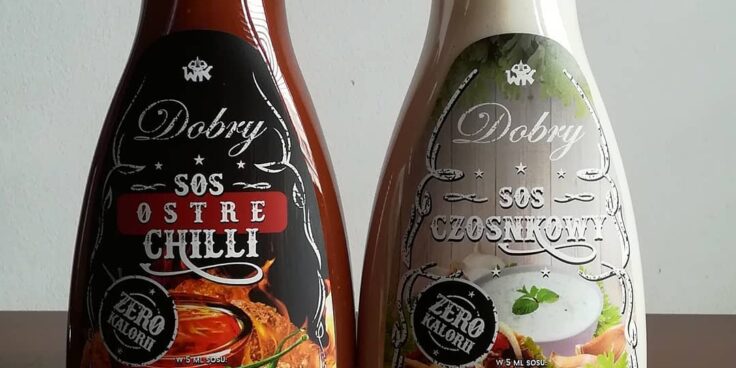 WK
Dobry
SOS
OSTRE
CHILLI
ZERO
KALORII
W 5 ML SOSU:
WK
Dobry
SOS
CZOSNKOWY
ZERO
KALORII
W 5 ML SOSU: